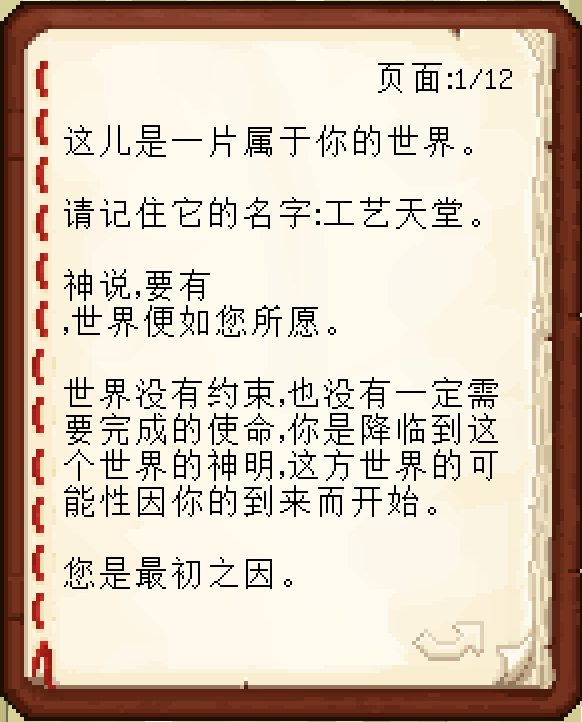 页面:1/12
这儿是一片属于你的世界。
请记住它的名字:工艺天堂。
神说,要有
,世界便如您所愿。
世界没有约束,也没有一定需
要完成的使命,你是降临到这
个世界的神明,这方世界的可
能性因你的到来而开始。
您是最初之因。